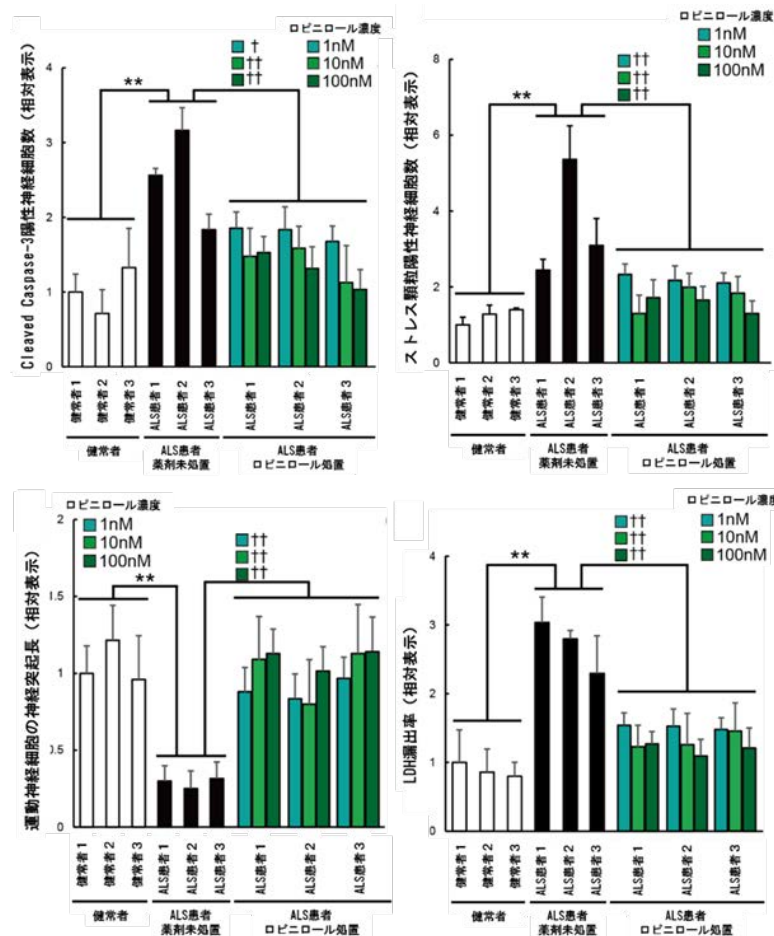 ロピニロール濃度
† 1nM
†† 10nM
†† 100nM
**
Cleaved Caspase-3陽性神経細胞数（相対表示）
4
3
2
1
0
健常者1
健常者2
健常者3
ALS患者1
ALS患者2
ALS患者3
ALS患者1
ALS患者2
ALS患者3
健常者
ALS患者
薬剤未処置
ALS患者
ロピニロール処置
ロピニロール濃度
†† 1nM
†† 10nM
†† 100nM
**
ストレス顆粒陽性神経細胞数（相対表示）
8
6
4
2
0
健常者1
健常者2
健常者3
ALS患者1
ALS患者2
ALS患者3
ALS患者1
ALS患者2
ALS患者3
健常者
ALS患者
薬剤未処置
ALS患者
ロピニロール処置
ロピニロール濃度
1nM ††
10nM ††
100nM ††
**
運動神経細胞の神経突起長（相対表示）
2
1.5
1
0.5
0
健常者1
健常者2
健常者3
ALS患者1
ALS患者2
ALS患者3
ALS患者1
ALS患者2
ALS患者3
健常者
ALS患者
薬剤未処置
ALS患者
ロピニロール処置
ロピニロール濃度
†† 1nM
†† 10nM
†† 100nM
**
LDH漏出率（相対表示）
4
3
2
1
0
健常者1
健常者2
健常者3
ALS患者1
ALS患者2
ALS患者3
ALS患者1
ALS患者2
ALS患者3
健常者
ALS患者
薬剤未処置
ALS患者
ロピニロール処置